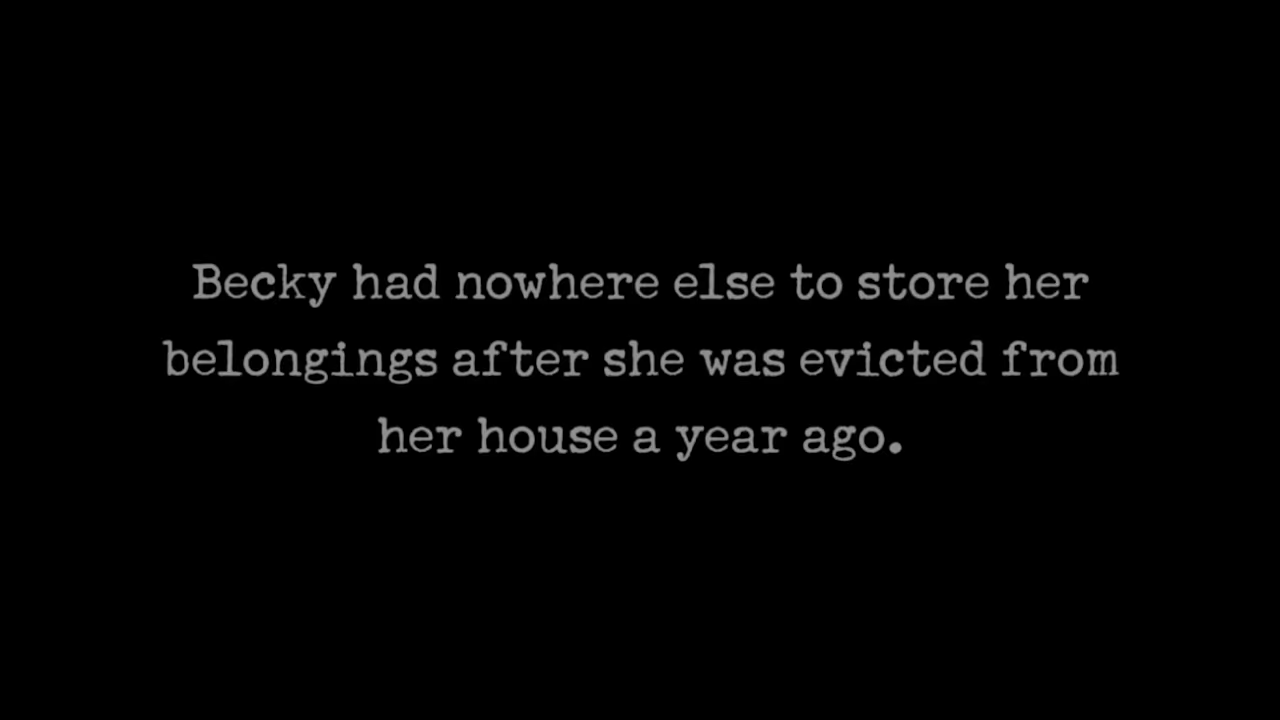 Becky had nowhere else to store her
belongings after she was evicted from
her house a year ago.